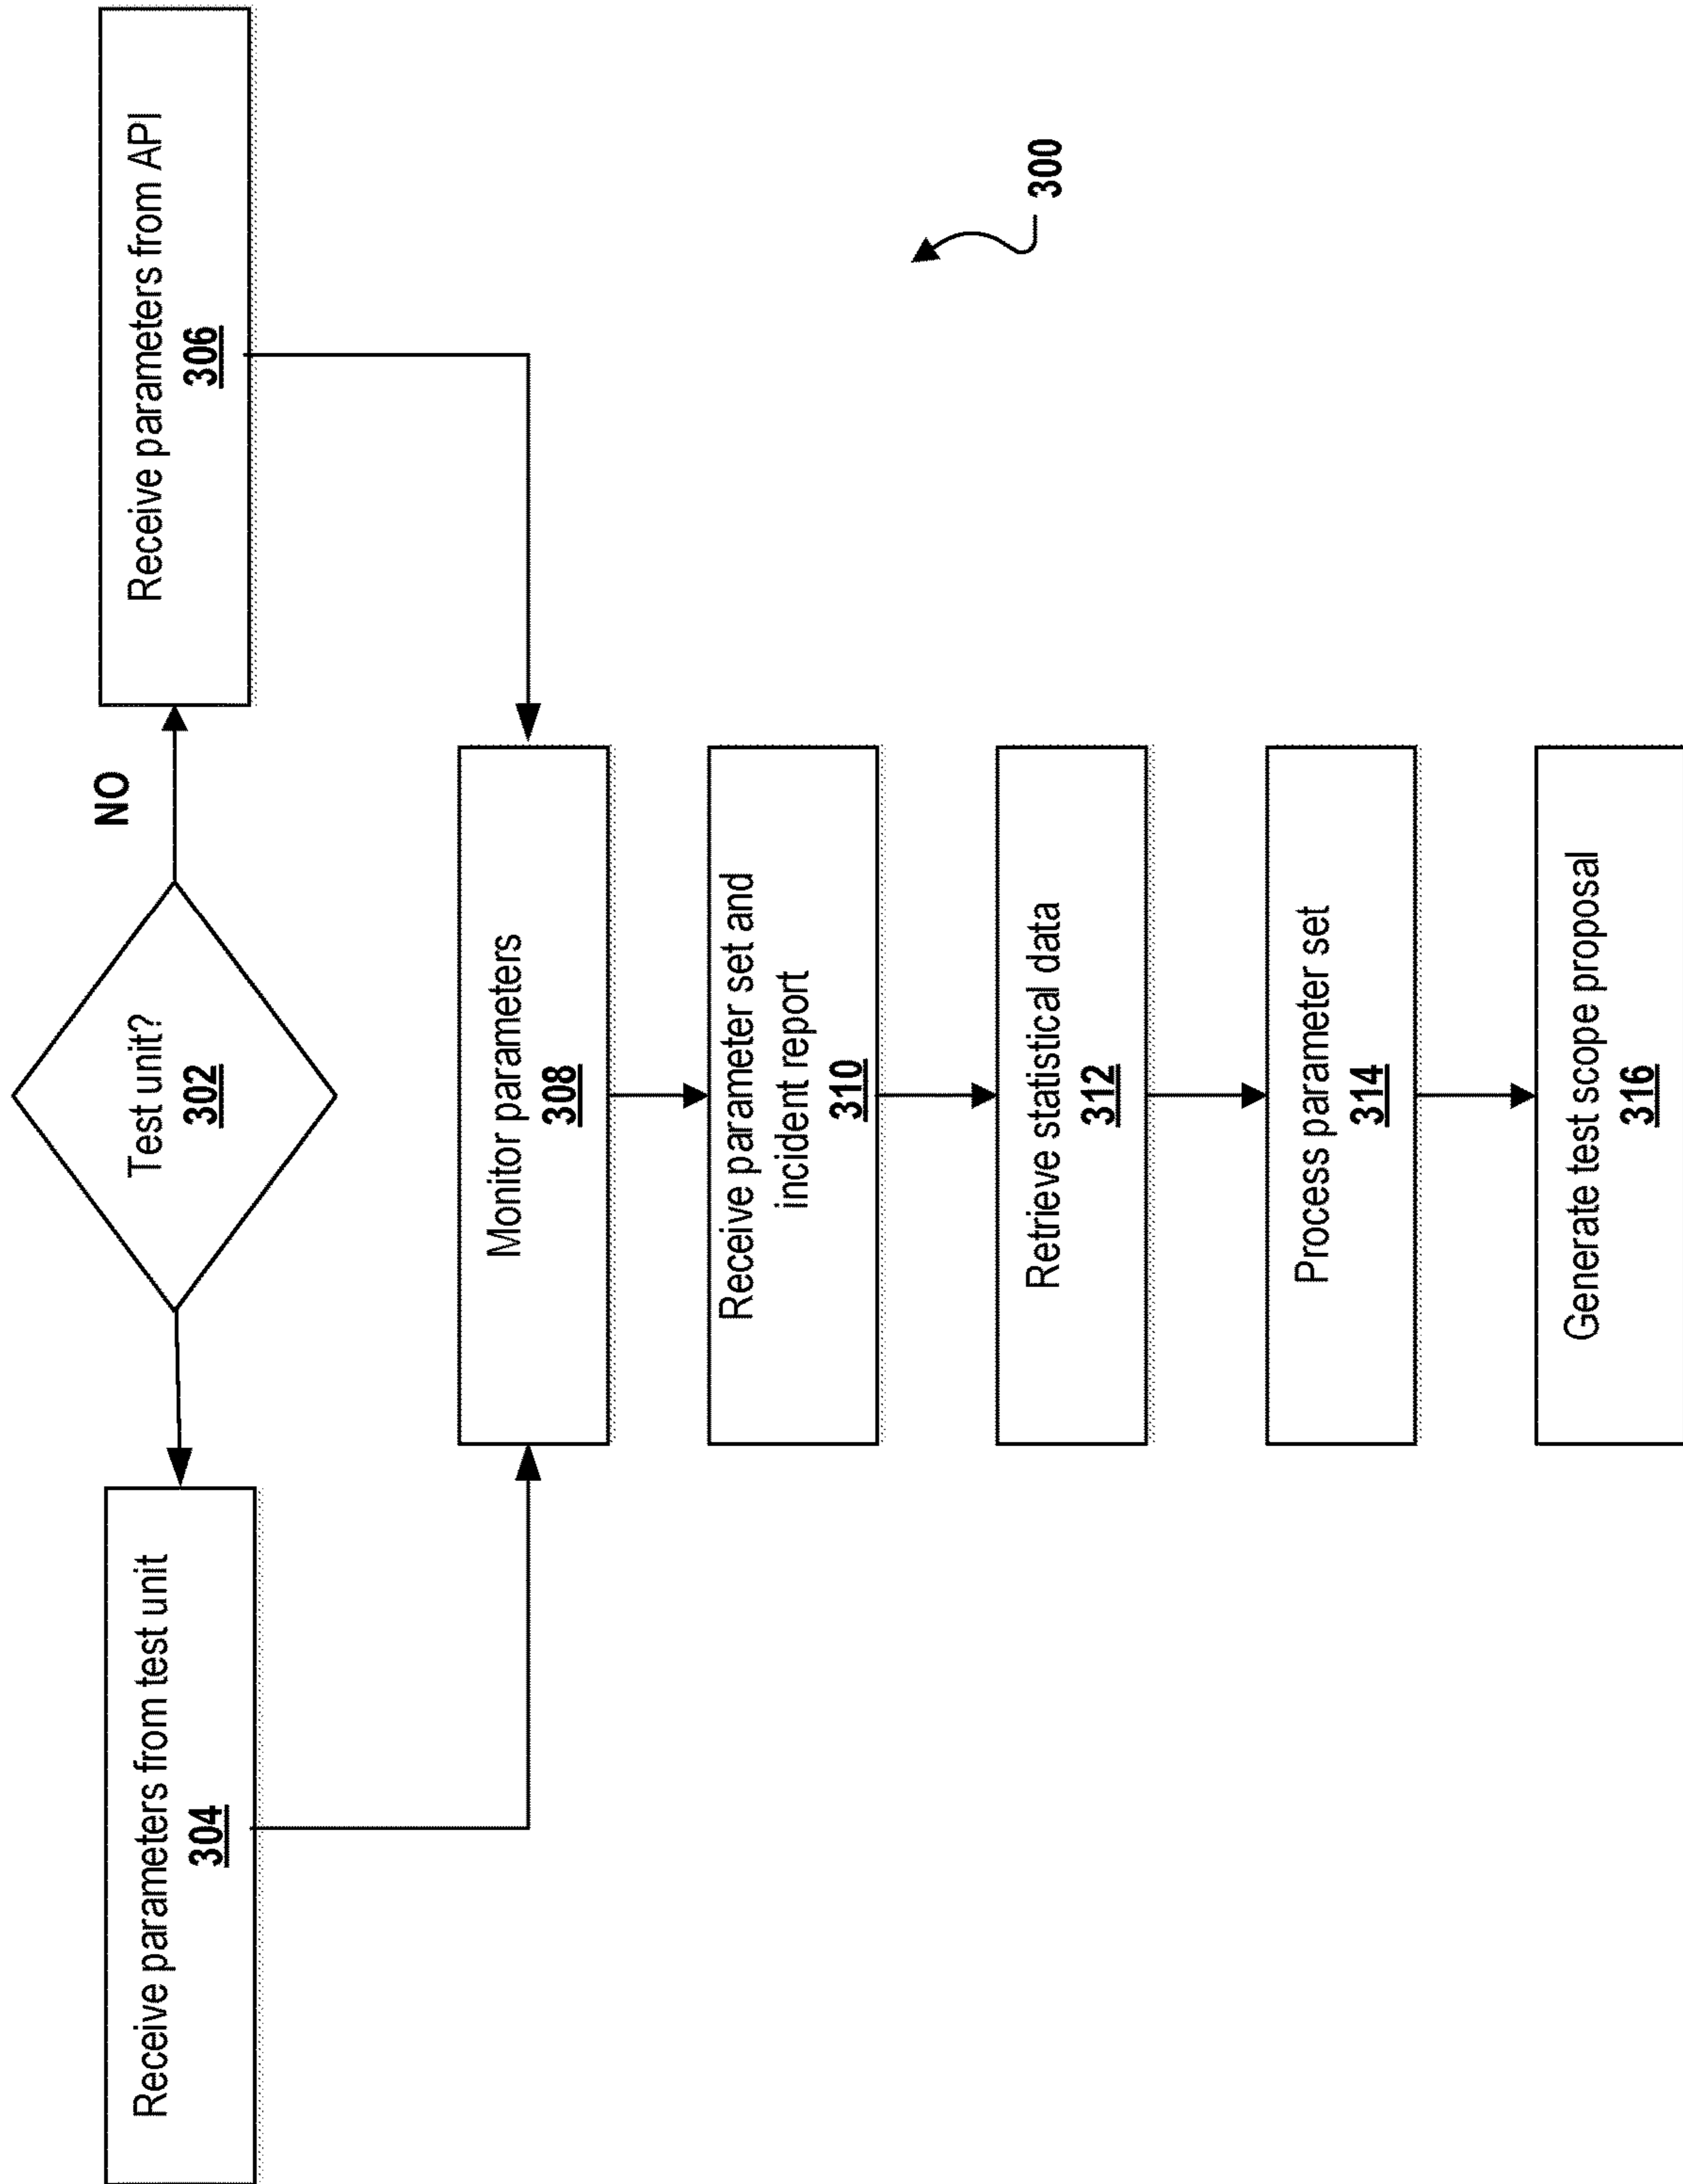 Test unit?
302
NO
Receive parameters from test unit
304
Receive parameters from API
306
Monitor parameters
308
Receive parameter set and
incident report
310
Retrieve statistical data
312
Process parameter set
314
Generate test scope proposal
316
300